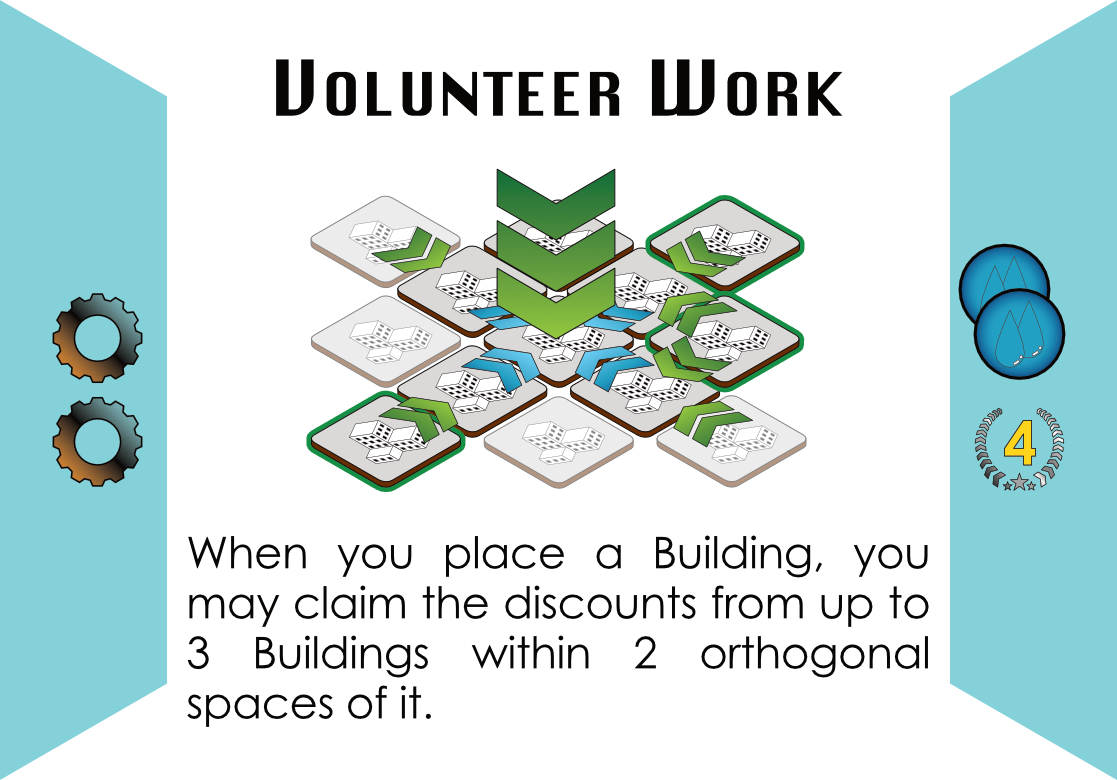 Volunteer Work
4
When you place a Building, you
may claim the discounts from up to
3 Buildings within 2 orthogonal
spaces of it.